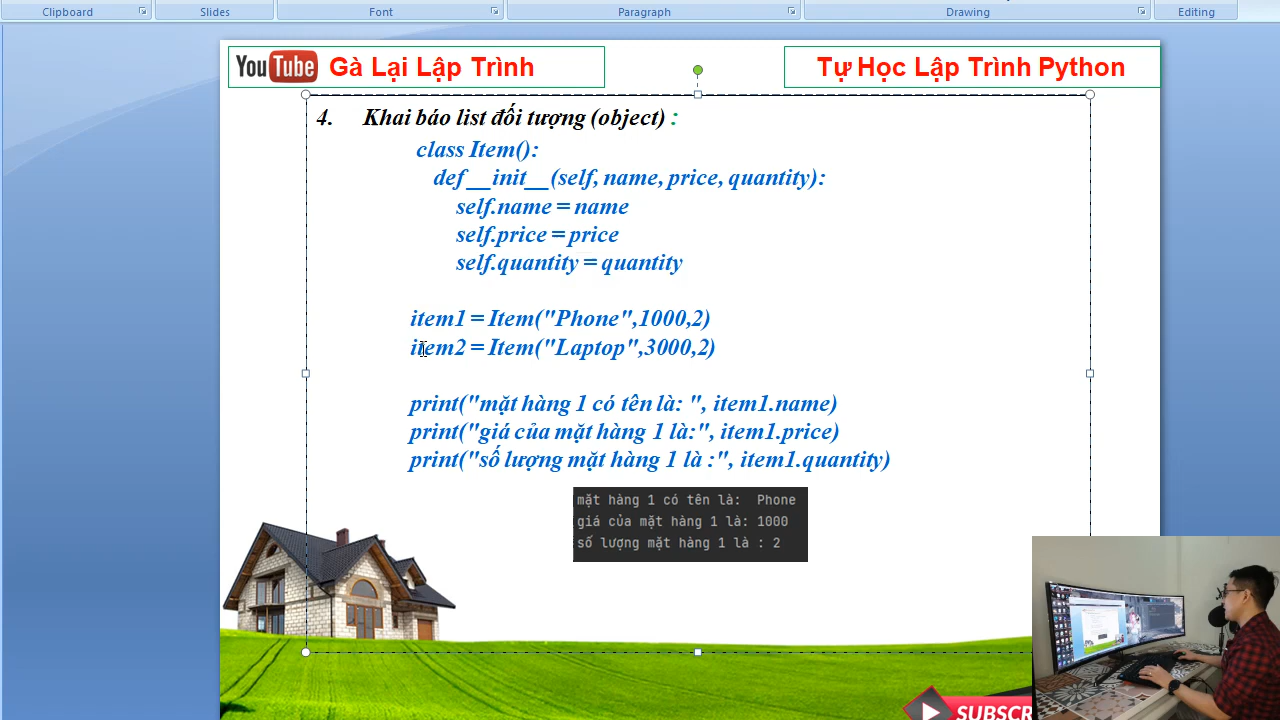 Clipboard
Slides
Font
Paragraph
Drawing
Editing
YouTube Gà Lại Lập Trình
Tự Học Lập Trình Python
4. Khai báo list đối tượng (object) :
class Item():
def __init__(self, name, price, quantity):
self.name = name
self.price = price
self.quantity = quantity
item1 = Item("Phone",1000,2)
item2 = Item("Laptop",3000,2)
print("mặt hàng 1 có tên là: ", item1.name)
print("giá của mặt hàng 1 là:", item1.price)
print("số lượng mặt hàng 1 là :", item1.quantity)
mặt hàng 1 có tên là:  Phone
giá của mặt hàng 1 là: 1000
số lượng mặt hàng 1 là : 2
SUBSCR